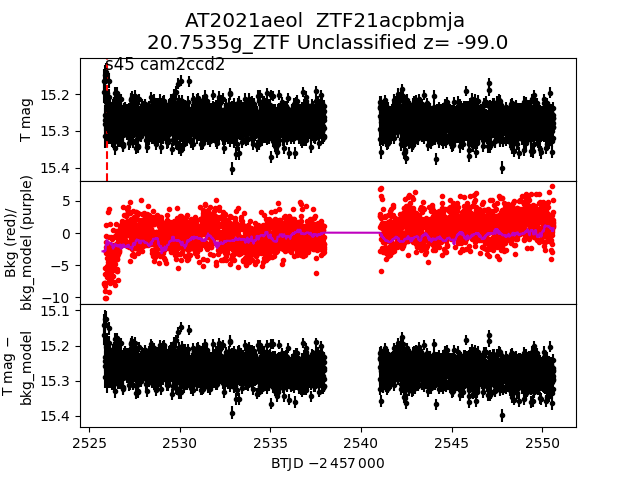 AT2021aeol  ZTF21acpbmja
20.7535g_ZTF Unclassified z= -99.0
s45 cam2ccd2
T mag
15.2
15.3
15.4
Bkg (red)/
bkg_model (purple)
5
0
−5
−10
T mag −
bkg_model
15.1
15.2
15.3
15.4
2525
2530
2535
2540
2545
2550
BTJD −2 457 000